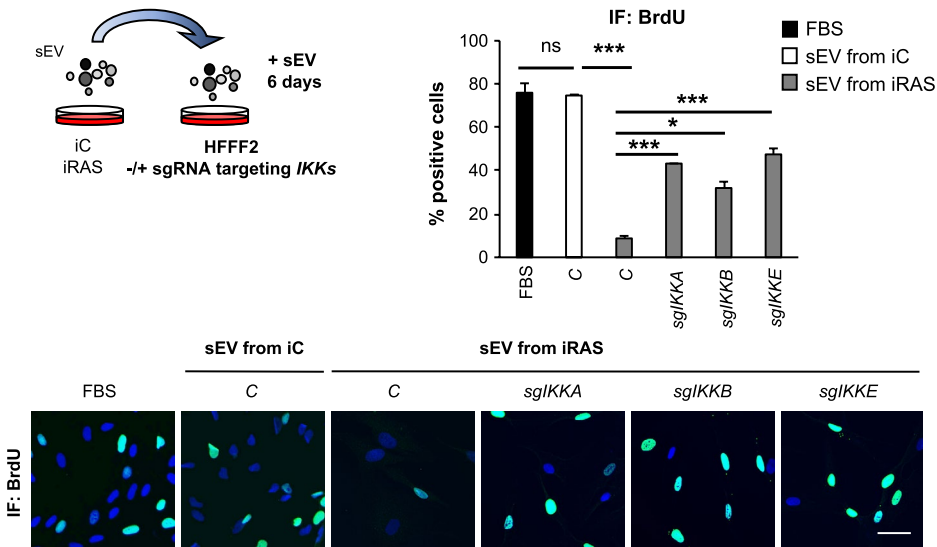 sEV
+ sEV
6 days
iC
iRAS
HFFF2
-/+ sgRNA targeting IKKs
IF: BrdU
FBS
sEV from iC
sEV from iRAS
% positive cells
100
80
60
40
20
0
ns
***
***
*
***
FBS
C
C
sgIKKA
sgIKKB
sgIKKE
sEV from iC
sEV from iRAS
FBS
C
C
sgIKKA
sgIKKB
sgIKKE
IF: BrdU